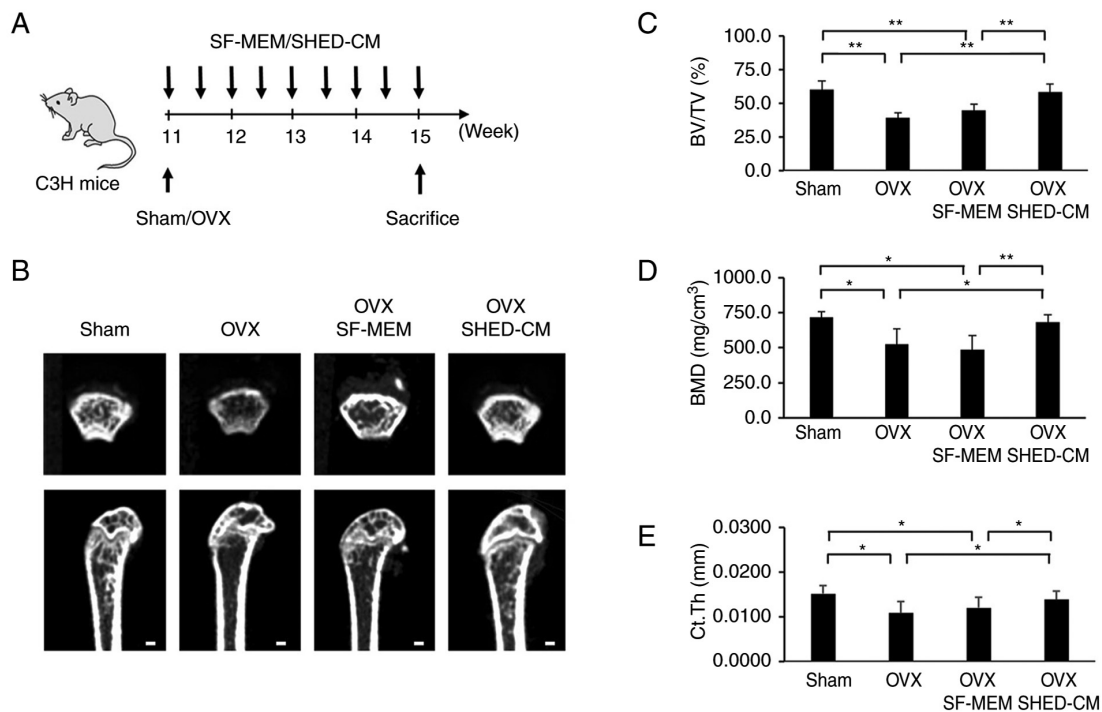 A
SF-MEM/SHED-CM
11 12 13 14 15 (Week)
C3H mice
Sham/OVX Sacrifice
B
Sham OVX OVX SF-MEM OVX SHED-CM
C
BV/TV (%)
100.0
75.0
50.0
25.0
0.0
** **
** **
Sham OVX OVX OVX
SF-MEM SHED-CM
D
BMD (mg/cm³)
1000.0
750.0
500.0
250.0
0.0
* **
* *
Sham OVX OVX OVX
SF-MEM SHED-CM
E
Ct.Th (mm)
0.0300
0.0200
0.0100
0.0000
* *
* *
Sham OVX OVX OVX
SF-MEM SHED-CM